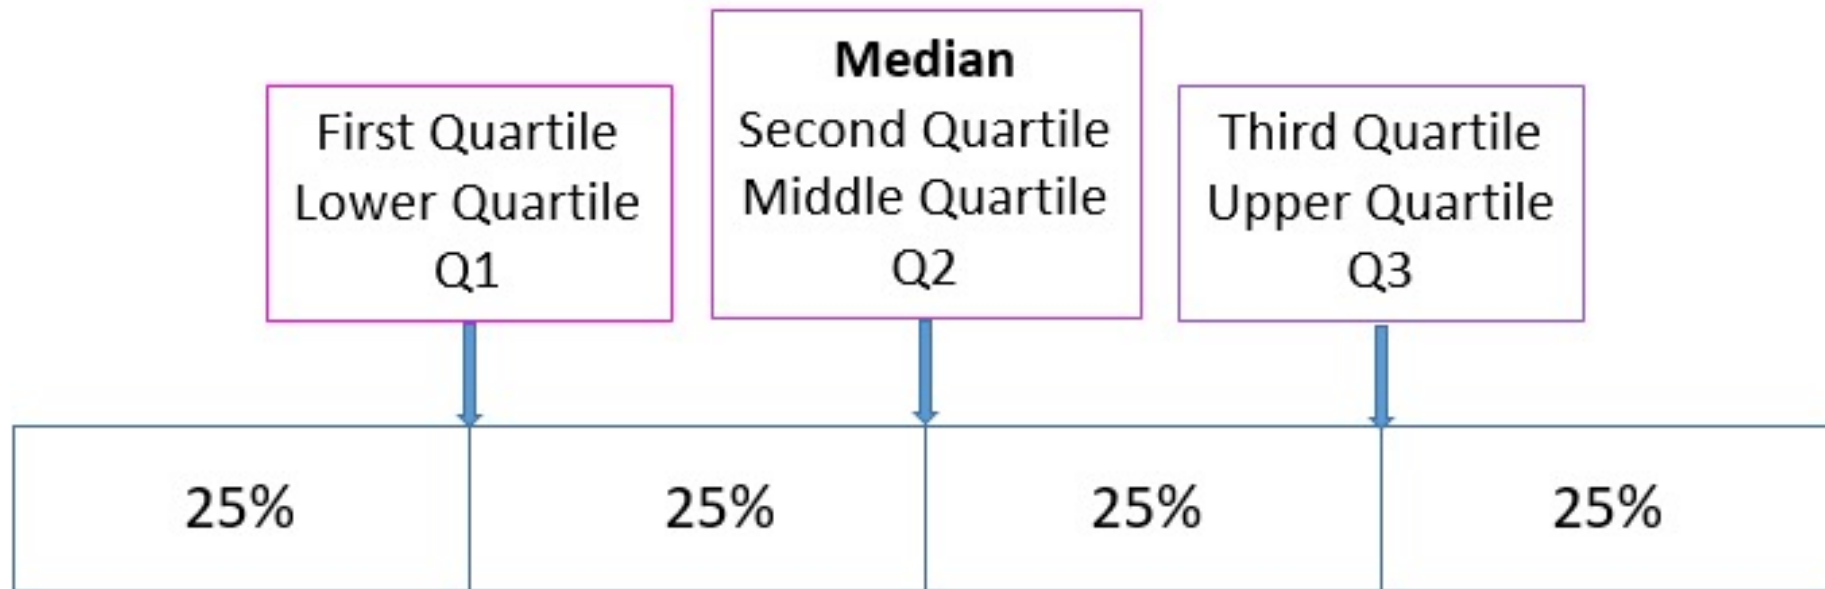 First Quartile
Lower Quartile
Q1
Median
Second Quartile
Middle Quartile
Q2
Third Quartile
Upper Quartile
Q3
25%
25%
25%
25%